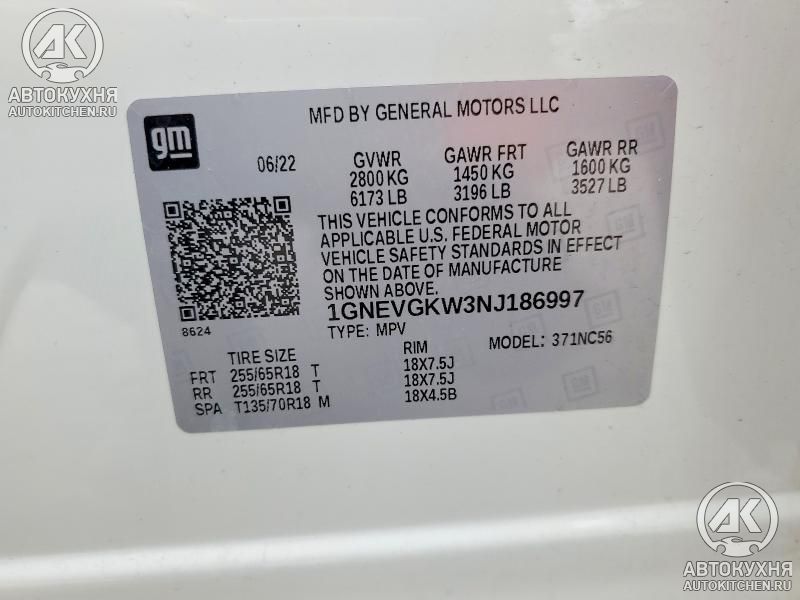 AK
АВТОКУХНЯ
AUTOKITCHEN.RU
gm
MFD BY GENERAL MOTORS LLC
06/22
GVWR GAWR FRT GAWR RR
2800 KG 1450 KG 1600 KG
6173 LB 3196 LB 3527 LB
THIS VEHICLE CONFORMS TO ALL
APPLICABLE U.S. FEDERAL MOTOR
VEHICLE SAFETY STANDARDS IN EFFECT
ON THE DATE OF MANUFACTURE
SHOWN ABOVE.
8624
1GNEVGKW3NJ186997
TYPE: MPV MODEL: 371NC56
TIRE SIZE RIM
FRT 255/65R18 T 18X7.5J
RR 255/65R18 T 18X7.5J
SPA T135/70R18 M 18X4.5B
AK
АВТОКУХНЯ
AUTOKITCHEN.RU